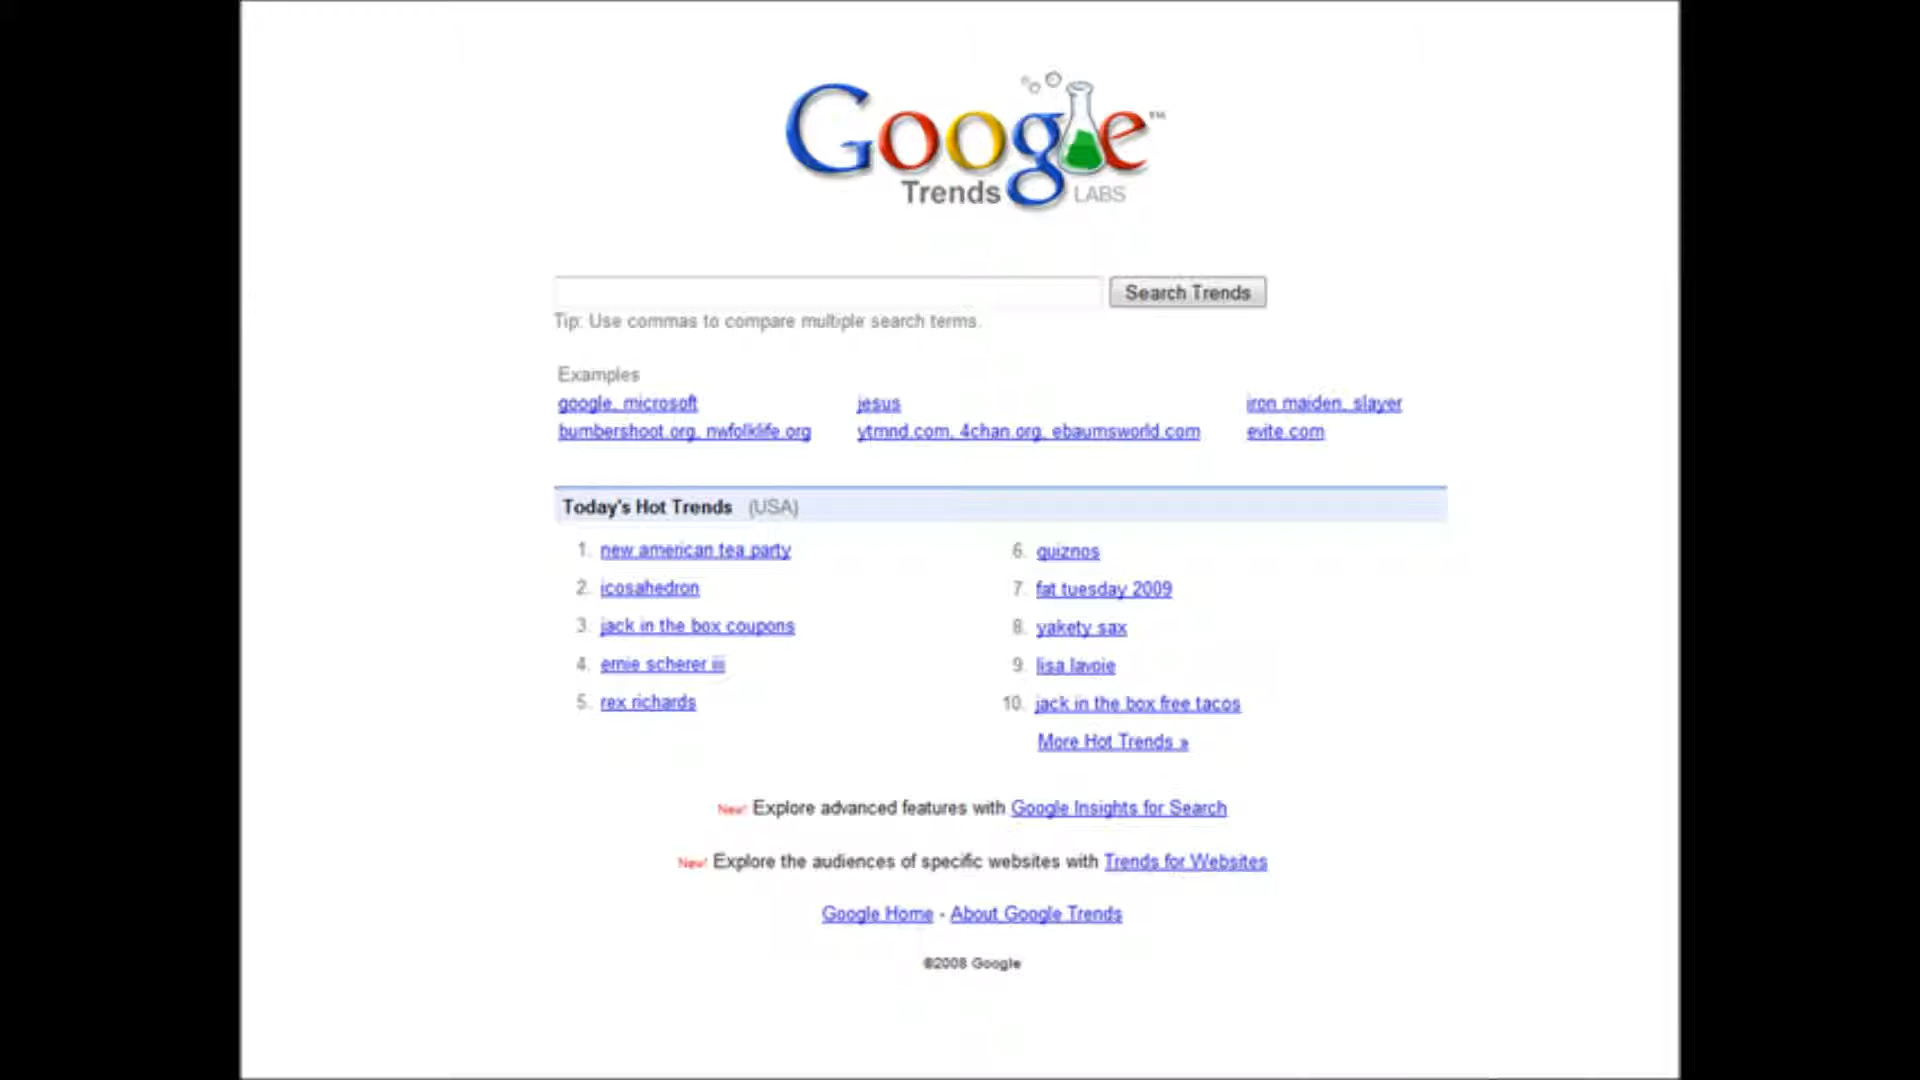 Google™
Trends LABS
Search Trends
Tip: Use commas to compare multiple search terms.
Examples
google, microsoft jesus iron maiden, slayer
bumbershoot.org, nwfolklife.org ytmnd.com, 4chan.org, ebaumsworld.com evite.com
Today's Hot Trends (USA)
1. new american tea party
2. icosahedron
3. jack in the box coupons
4. ernie scherer iii
5. rex richards
6. quiznos
7. fat tuesday 2009
8. yakety sax
9. lisa lavoie
10. jack in the box free tacos
More Hot Trends »
New! Explore advanced features with Google Insights for Search
New! Explore the audiences of specific websites with Trends for Websites
Google Home - About Google Trends
©2008 Google